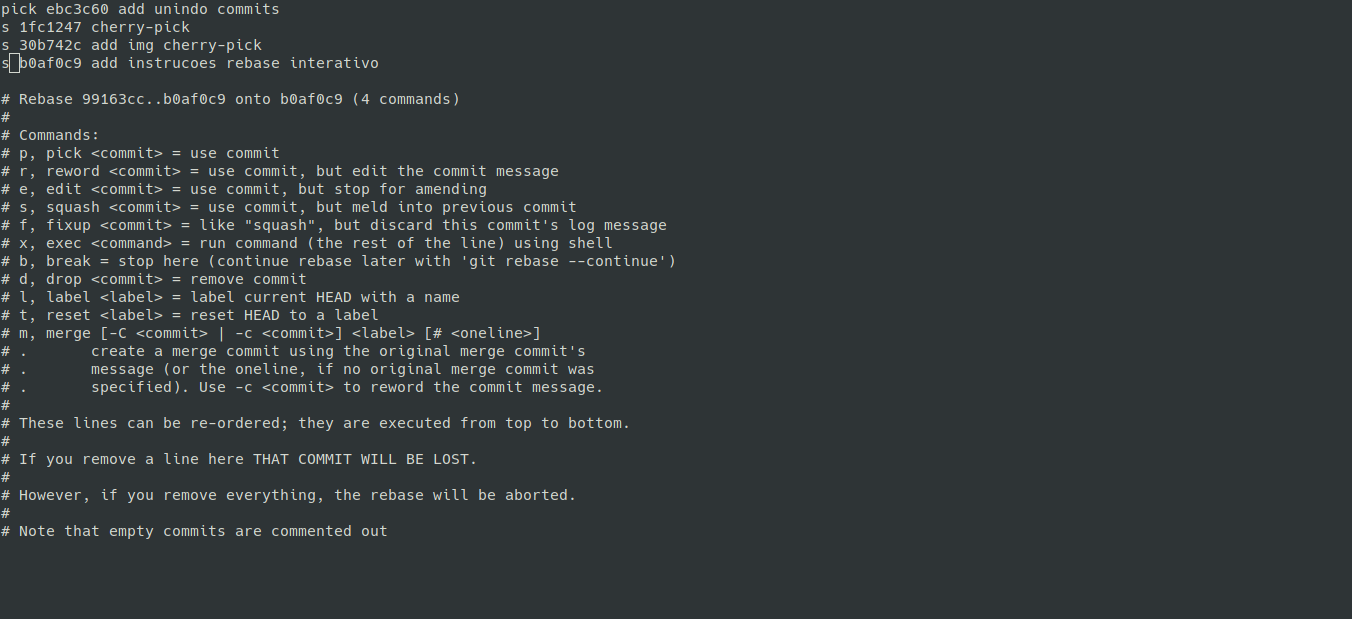 pick ebc3c60 add unindo commits
s 1fc1247 cherry-pick
s 30b742c add img cherry-pick
s b0af0c9 add instrucoes rebase interativo

# Rebase 99163cc..b0af0c9 onto b0af0c9 (4 commands)
#
# Commands:
# p, pick <commit> = use commit
# r, reword <commit> = use commit, but edit the commit message
# e, edit <commit> = use commit, but stop for amending
# s, squash <commit> = use commit, but meld into previous commit
# f, fixup <commit> = like "squash", but discard this commit's log message
# x, exec <command> = run command (the rest of the line) using shell
# b, break = stop here (continue rebase later with 'git rebase --continue')
# d, drop <commit> = remove commit
# l, label <label> = label current HEAD with a name
# t, reset <label> = reset HEAD to a label
# m, merge [-C <commit> | -c <commit>] <label> [# <oneline>]
# .       create a merge commit using the original merge commit's
# .       message (or the oneline, if no original merge commit was
# .       specified). Use -c <commit> to reword the commit message.
#
# These lines can be re-ordered; they are executed from top to bottom.
#
# If you remove a line here THAT COMMIT WILL BE LOST.
#
# However, if you remove everything, the rebase will be aborted.
#
# Note that empty commits are commented out